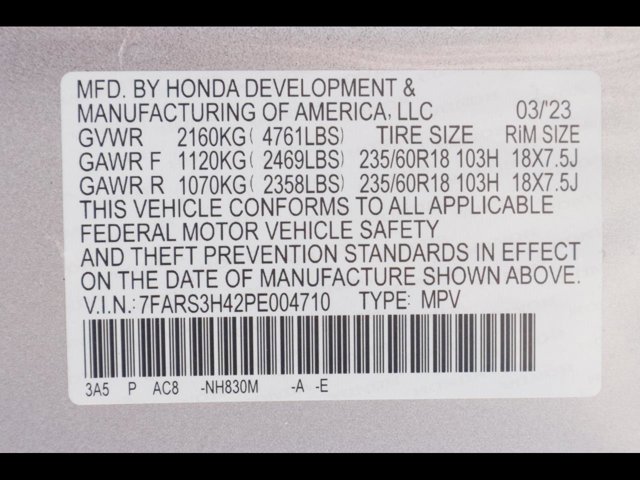 MFD. BY HONDA DEVELOPMENT &
MANUFACTURING OF AMERICA, LLC 03/'23
GVWR 2160KG( 4761LBS) TIRE SIZE RiM SIZE
GAWR F 1120KG( 2469LBS) 235/60R18 103H 18X7.5J
GAWR R 1070KG( 2358LBS) 235/60R18 103H 18X7.5J
THIS VEHICLE CONFORMS TO ALL APPLICABLE
FEDERAL MOTOR VEHICLE SAFETY
AND THEFT PREVENTION STANDARDS IN EFFECT
ON THE DATE OF MANUFACTURE SHOWN ABOVE.
V.I.N.:7FARS3H42PE004710 TYPE: MPV
3A5 P AC8 -NH830M -A -E